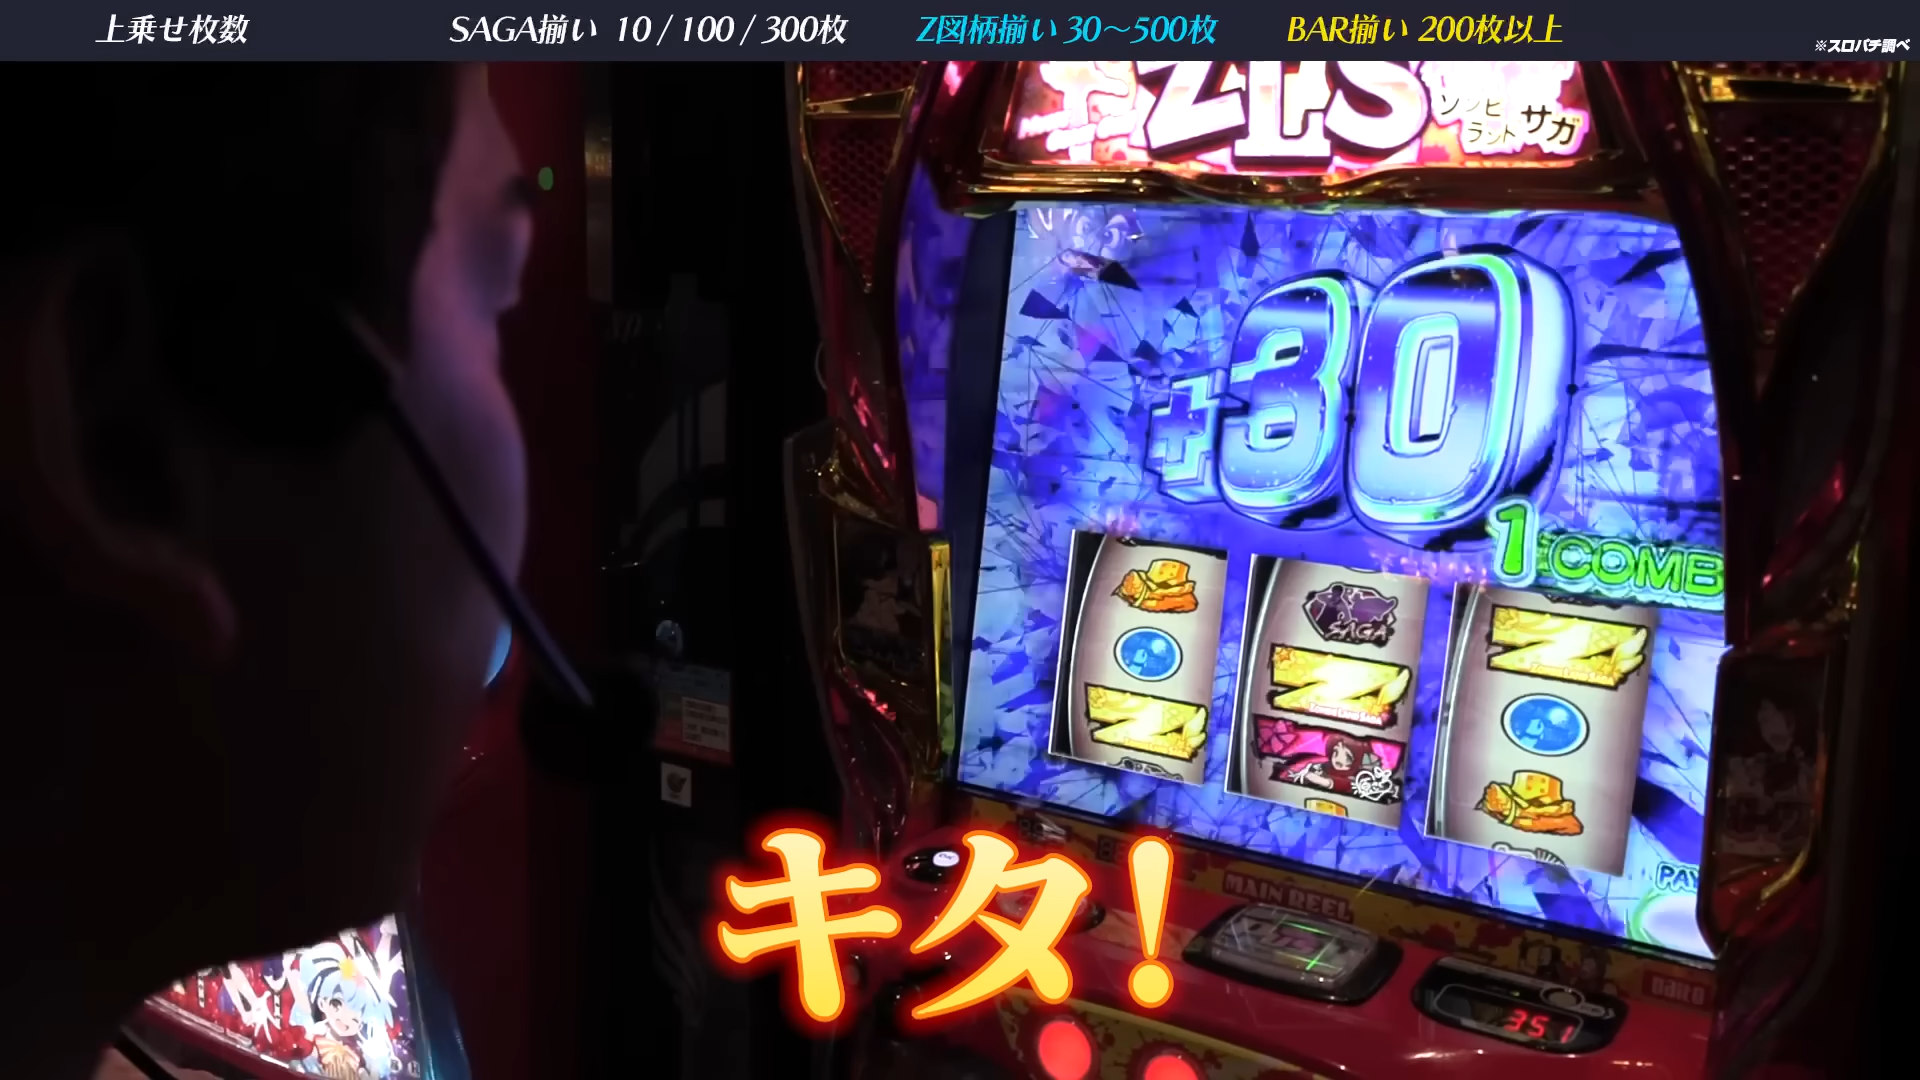 上乗せ枚数 SAGA揃い 10 / 100 / 300枚 Z図柄揃い 30～500枚 BAR揃い 200枚以上
※スロパチ調べ
ZLS
ゾンビ
ランド サガ
+30
1 COMB
SAGA
Z
Z
Z
PAY
キタ!
MAIN REEL
351